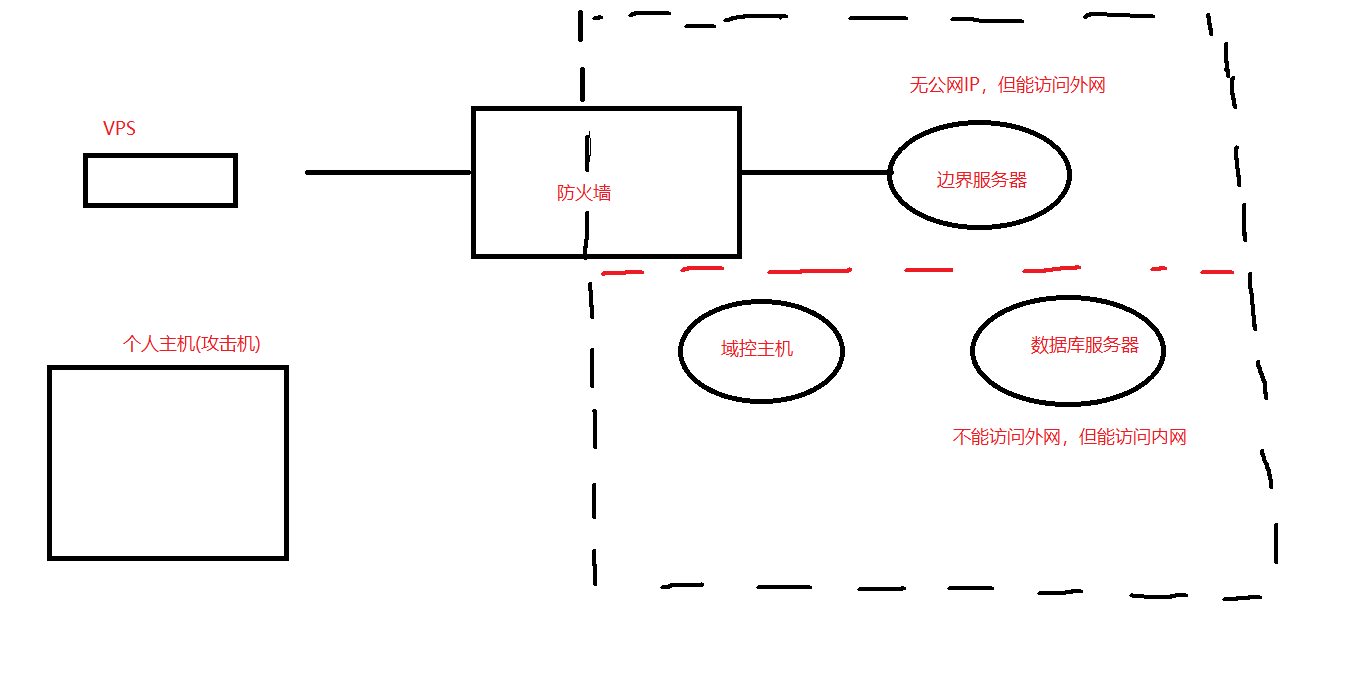 无公网IP，但能访问外网
VPS
防火墙
边界服务器
个人主机(攻击机)
域控主机
数据库服务器
不能访问外网，但能访问内网